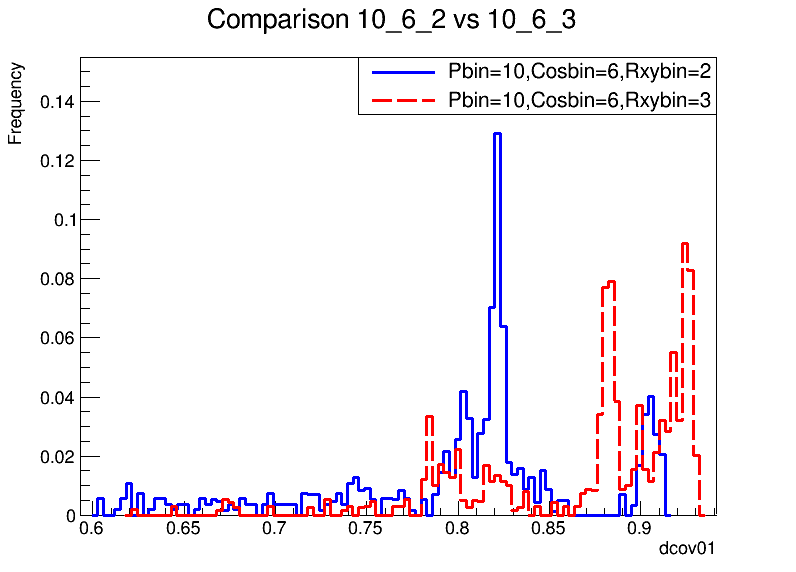 Comparison 10_6_2 vs 10_6_3
Frequency
Pbin=10,Cosbin=6,Rxybin=2
Pbin=10,Cosbin=6,Rxybin=3
0.14
0.12
0.1
0.08
0.06
0.04
0.02
0
0.6 0.65 0.7 0.75 0.8 0.85 0.9
dcov01